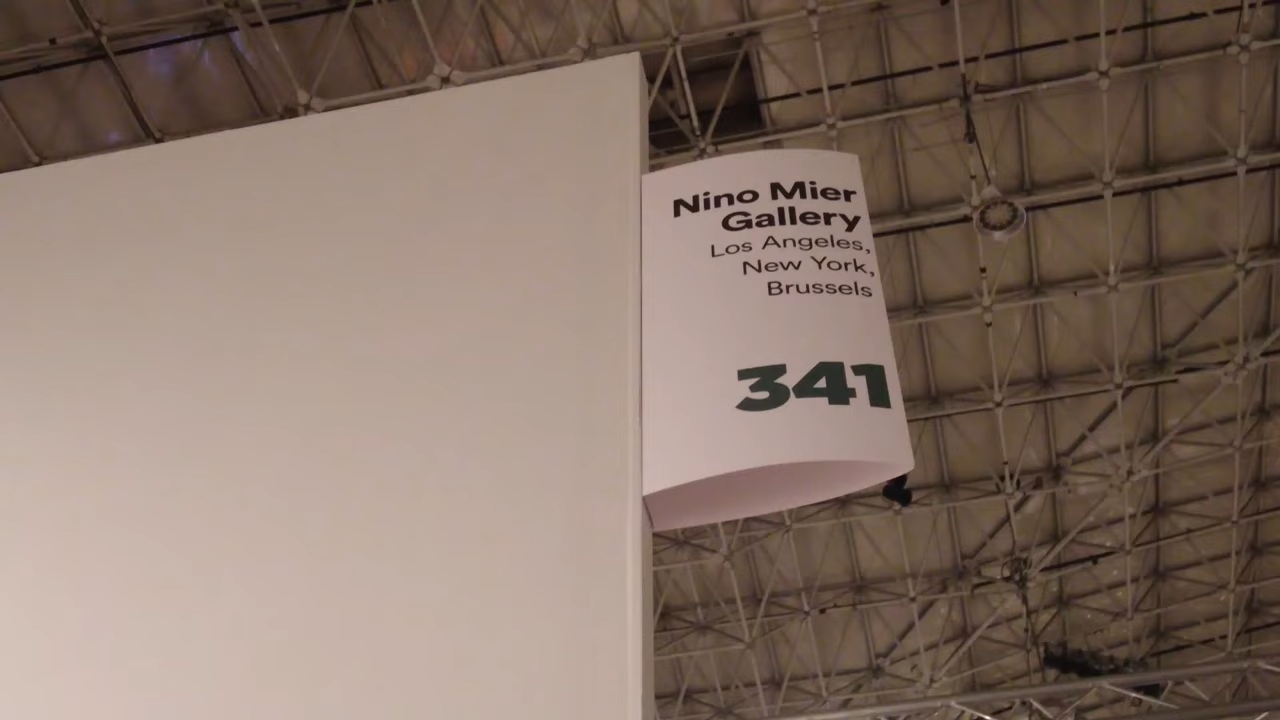 Nino Mier
Gallery
Los Angeles,
New York,
Brussels
341